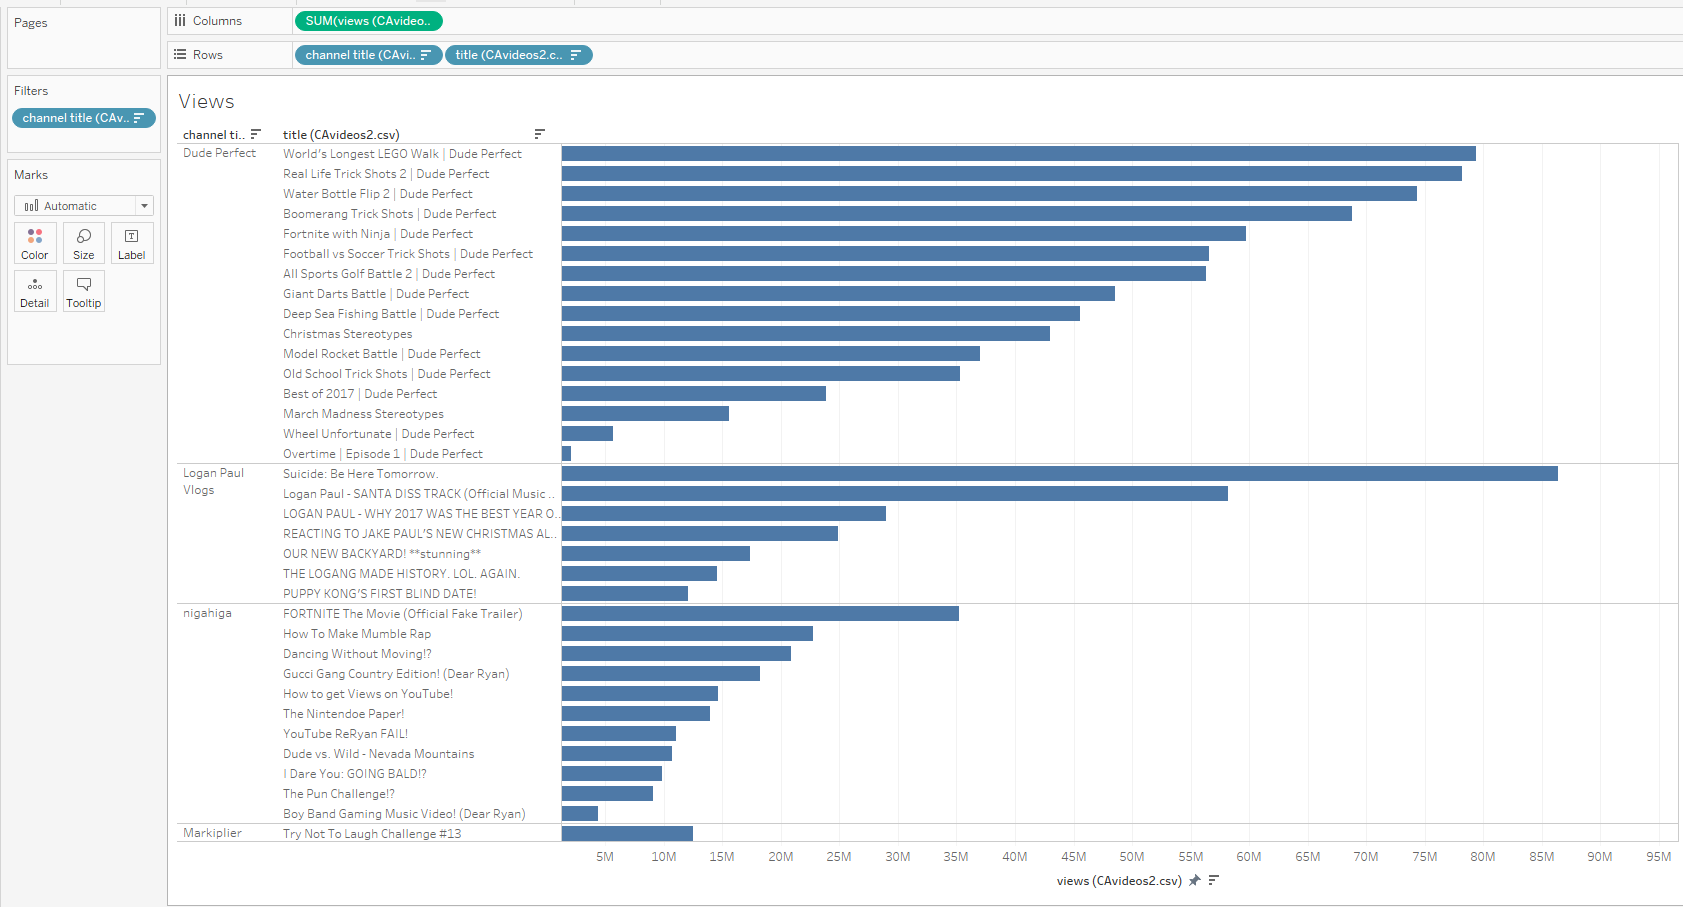 Pages
Columns
SUM(views (CAvideo..
Rows
channel title (CAvi..
title (CAvideos2.c..
Filters
channel title (CAv..
Marks
Automatic
Color
Size
Label
Detail
Tooltip
Views
channel ti..
title (CAvideos2.csv)
Dude Perfect
World's Longest LEGO Walk | Dude Perfect
Real Life Trick Shots 2 | Dude Perfect
Water Bottle Flip 2 | Dude Perfect
Boomerang Trick Shots | Dude Perfect
Fortnite with Ninja | Dude Perfect
Football vs Soccer Trick Shots | Dude Perfect
All Sports Golf Battle 2 | Dude Perfect
Giant Darts Battle | Dude Perfect
Deep Sea Fishing Battle | Dude Perfect
Christmas Stereotypes
Model Rocket Battle | Dude Perfect
Old School Trick Shots | Dude Perfect
Best of 2017 | Dude Perfect
March Madness Stereotypes
Wheel Unfortunate | Dude Perfect
Overtime | Episode 1 | Dude Perfect
Logan Paul
Vlogs
Suicide: Be Here Tomorrow.
Logan Paul - SANTA DISS TRACK (Official Music ..
LOGAN PAUL - WHY 2017 WAS THE BEST YEAR O..
REACTING TO JAKE PAUL'S NEW CHRISTMAS AL..
OUR NEW BACKYARD! **stunning**
THE LOGANG MADE HISTORY. LOL. AGAIN.
PUPPY KONG'S FIRST BLIND DATE!
nigahiga
FORTNITE The Movie (Official Fake Trailer)
How To Make Mumble Rap
Dancing Without Moving!?
Gucci Gang Country Edition! (Dear Ryan)
How to get Views on YouTube!
The Nintendoe Paper!
YouTube ReRyan FAIL!
Dude vs. Wild - Nevada Mountains
I Dare You: GOING BALD!?
The Pun Challenge!?
Boy Band Gaming Music Video! (Dear Ryan)
Markiplier
Try Not To Laugh Challenge #13
5M 10M 15M 20M 25M 30M 35M 40M 45M 50M 55M 60M 65M 70M 75M 80M 85M 90M 95M
views (CAvideos2.csv)